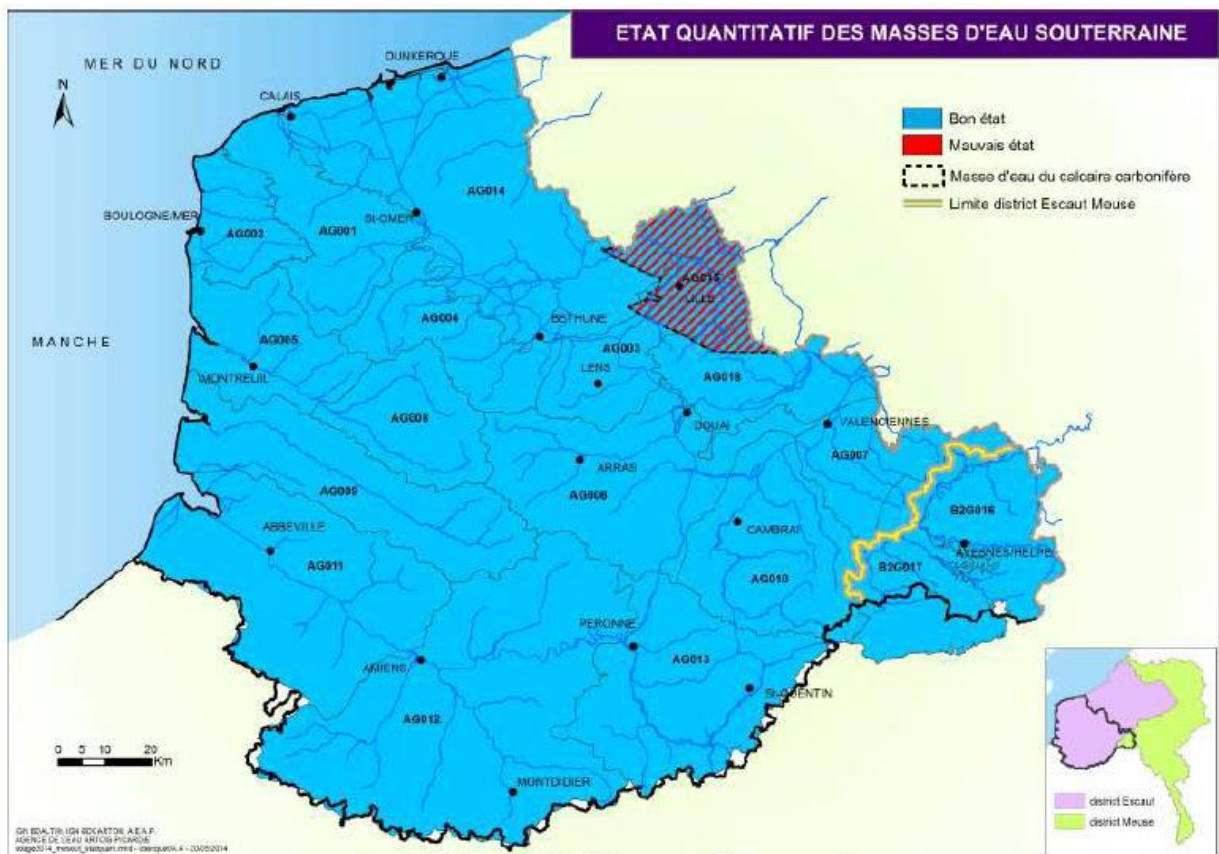 ETAT QUANTITATIF DES MASSES D'EAU SOUTERRAINE
MER DU NORD
N
DUNKERQUE
CALAIS
Bon état
Mauvais état
Masse d'eau du calcaire carbonifère
Limite district Escaut Meuse
AG014
BOULOGNE/MER
ST-OMER
AG002
AG001
AG015
LILLE
AG004
BETHUNE
MANCHE
AG005
AG003
MONTREUIL
LENS
AG018
AG008
DOUAI
VALENCIENNES
AG007
ARRAS
AG009
AG006
B2G016
CAMBRAI
ABBEVILLE
AVESNES/HELPE
AG011
AG010
B2G017
PERONNE
AMIENS
AG013
ST-QUENTIN
AG012
0 5 10 20
Km
MONTDIDIER
district Escaut
district Meuse
AGENCE DE L'EAU ARTOIS-PICARDIE